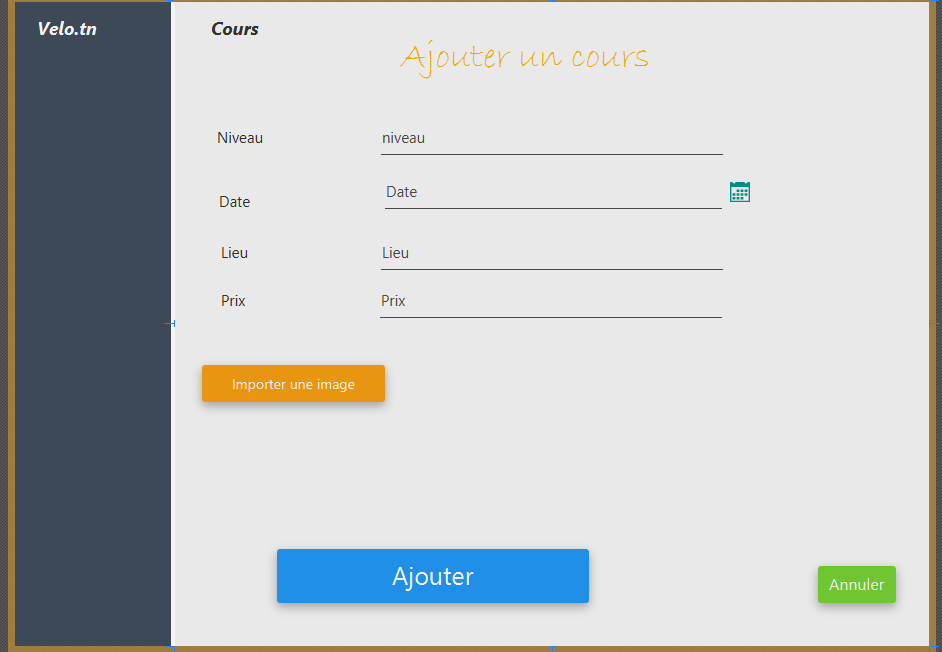 Velo.tn
Cours
Ajouter un cours
Niveau niveau
Date Date
Lieu Lieu
Prix Prix
Importer une image
Ajouter
Annuler